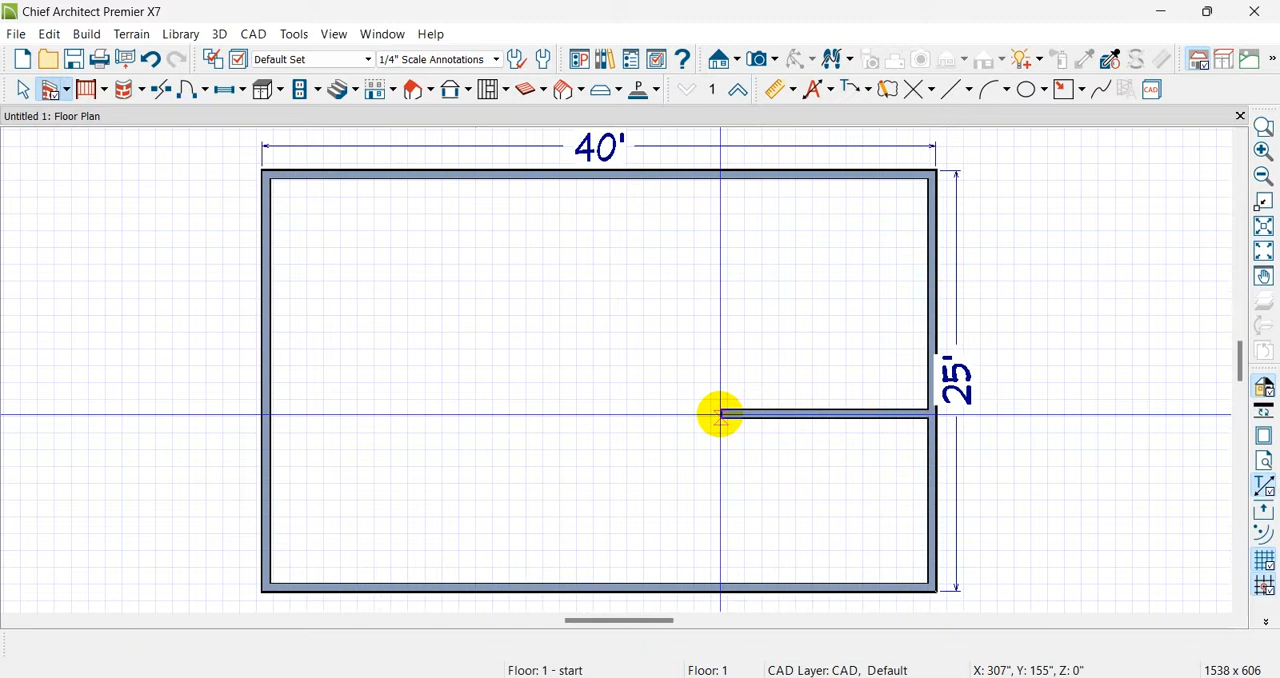 Chief Architect Premier X7
File Edit Build Terrain Library 3D CAD Tools View Window Help
Default Set 1/4" Scale Annotations
P 1 CAD
Untitled 1: Floor Plan
40'
25'
Floor: 1 - start Floor: 1 CAD Layer: CAD, Default X: 307", Y: 155", Z: 0" 1538 x 606